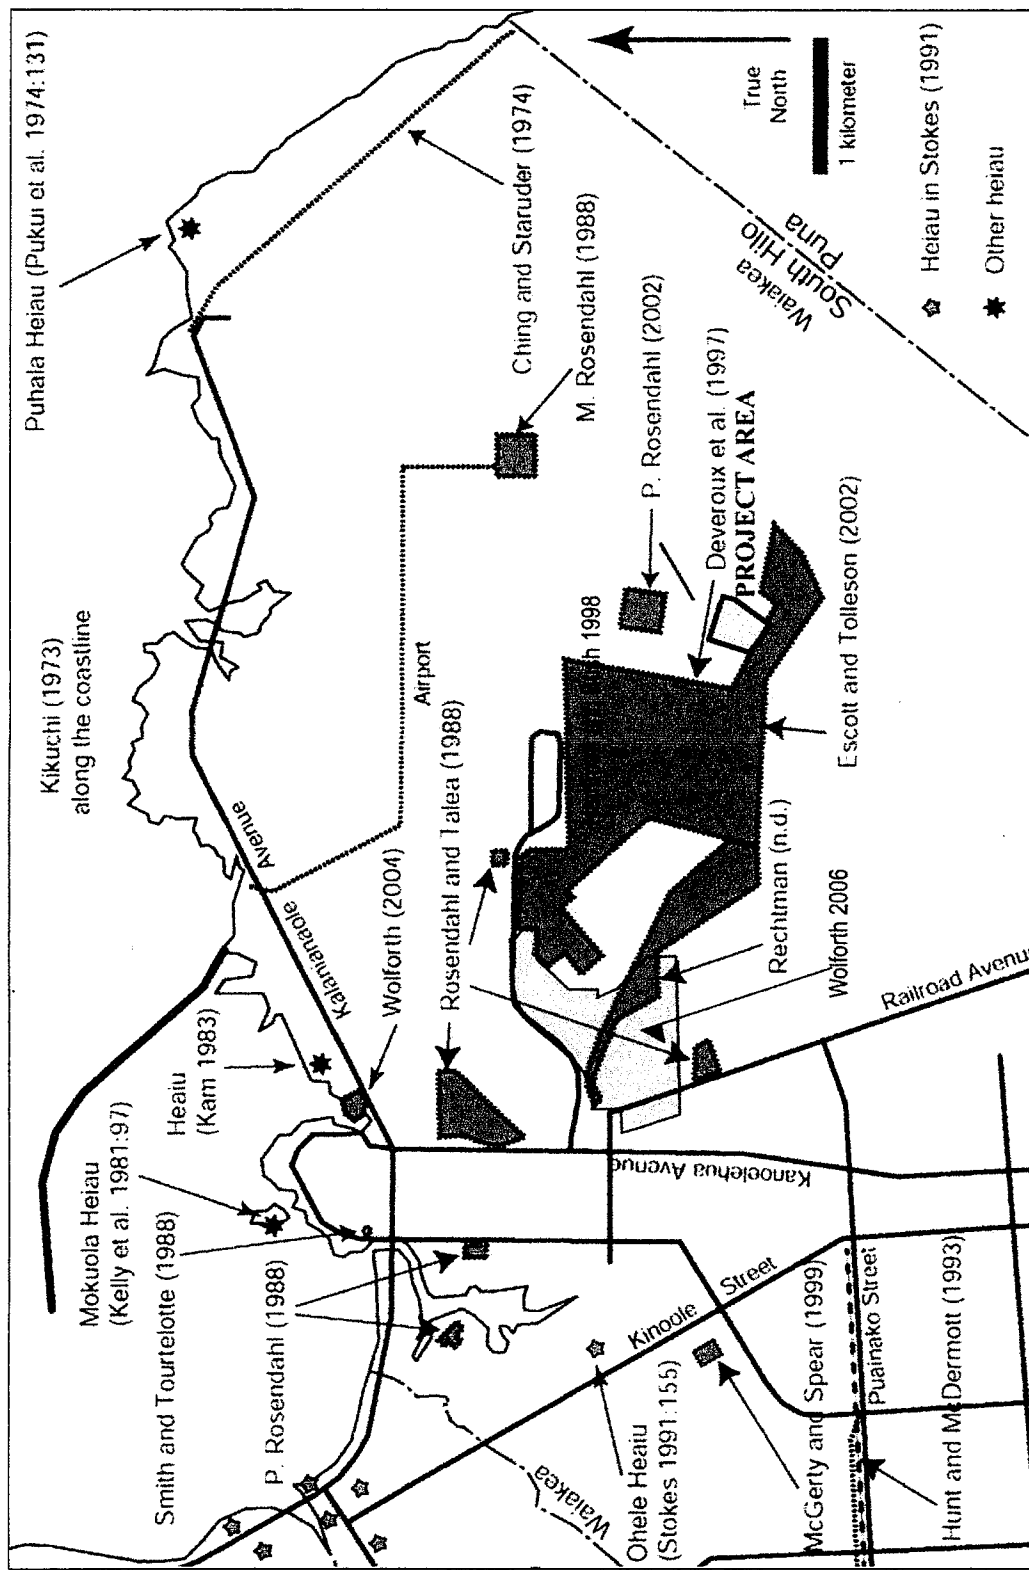 Puhala Heiau (Pukui et al. 1974:131)
Kikuchi (1973)
along the coastline
Ching and Staruder (1974)
True
North
1 kilometer
M. Rosendahl (1988)
Heiau in Stokes (1991)
Other heiau
Waiakea
South Hilo
Puna
P. Rosendahl (2002)
Deveroux et al. (1997)
PROJECT AREA
Airport
1998
Escott and Tolleson (2002)
Kalanianaole Avenue
Wolforth (2004)
Rosendahl and Talea (1988)
Rechtman (n.d.)
Wolforth 2006
Railroad Avenue
Heaiu
(Kam 1983)
Mokuola Heiau
(Kelly et al. 1981:97)
Smith and Tourtelotte (1988)
P. Rosendahl (1988)
Kanoelehua Avenue
Kinoole Street
Puainako Street
Waiakea
Ohele Heaiu
(Stokes 1991:155)
McGerty and Spear (1999)
Hunt and McDermott (1993)